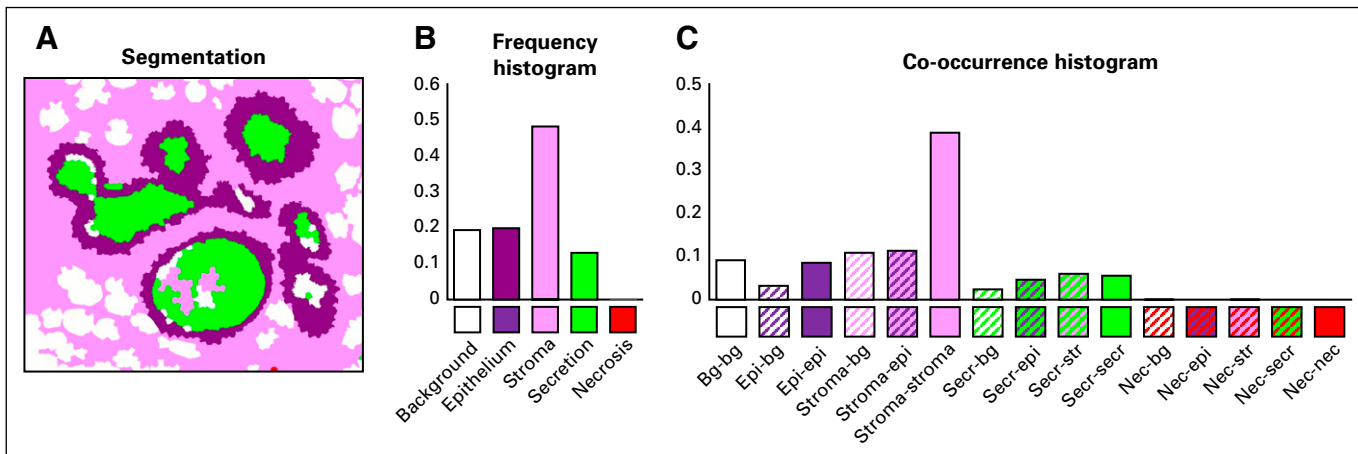 A
Segmentation
B
Frequency
histogram
0.6
0.5
0.4
0.3
0.2
0.1
0
Background
Epithelium
Stroma
Secretion
Necrosis
C
Co-occurrence histogram
0.5
0.4
0.3
0.2
0.1
0
Bg-bg
Epi-bg
Epi-epi
Stroma-bg
Stroma-epi
Stroma-stroma
Secr-bg
Secr-epi
Secr-str
Secr-secr
Nec-bg
Nec-epi
Nec-str
Nec-secr
Nec-nec